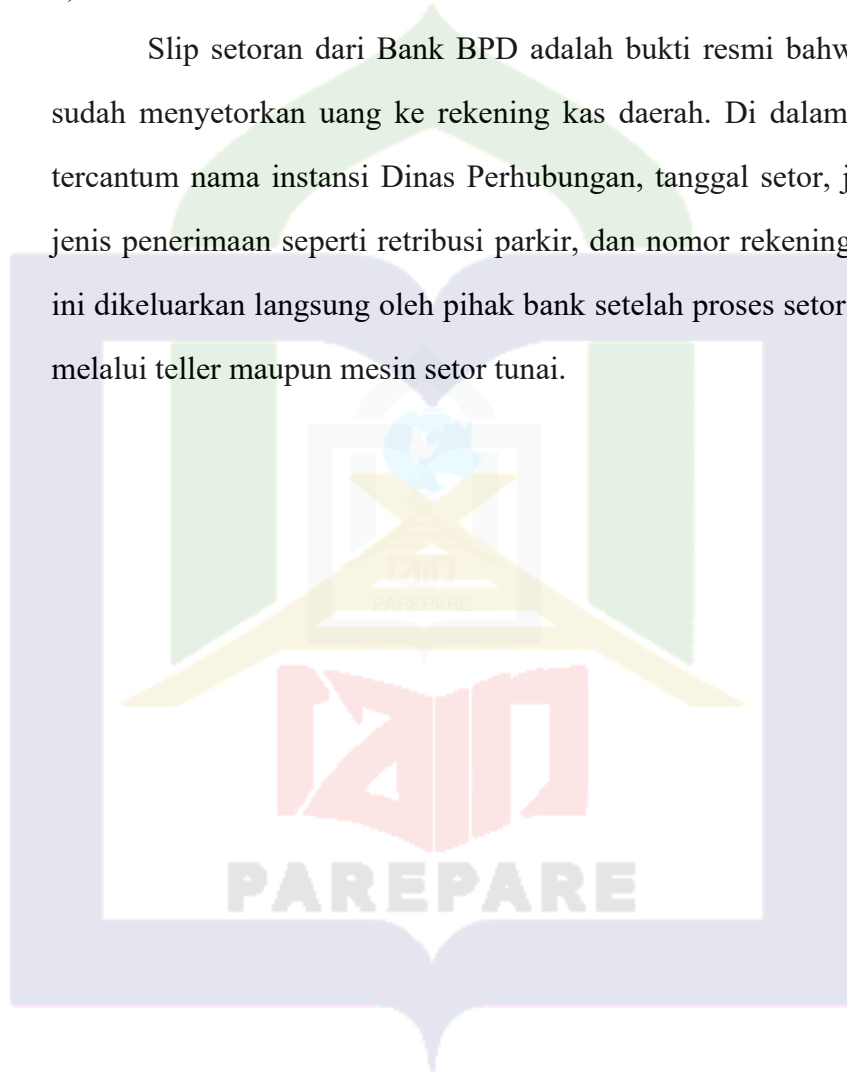 Slip setoran dari Bank BPD adalah bukti resmi
sudah menyetorkan uang ke rekening kas daerah. Di dalam
tercantum nama instansi Dinas Perhubungan, tanggal setor,
jenis penerimaan seperti retribusi parkir, dan nomor rekening
ini dikeluarkan langsung oleh pihak bank setelah proses setor
melalui teller maupun mesin setor tunai.
IAIN
PAREPARE
IAIN
PAREPARE